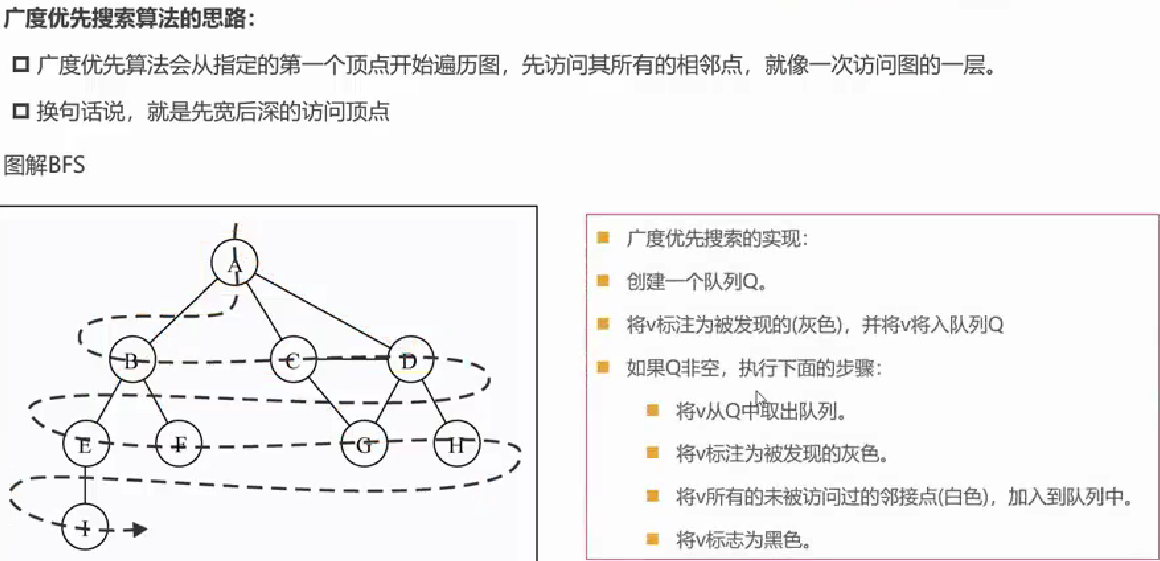 广度优先搜索算法的思路：
广度优先算法会从指定的第一个顶点开始遍历图，先访问其所有的相邻点，就像一次访问图的一层。
换句话说，就是先宽后深的访问顶点
图解BFS
A
B C D
E F G H
I
广度优先搜索的实现：
创建一个队列Q。
将v标注为被发现的(灰色)，并将v将入队列Q
如果Q非空，执行下面的步骤：
将v从Q中取出队列。
将v标注为被发现的灰色。
将v所有的未被访问过的邻接点(白色)，加入到队列中。
将v标志为黑色。